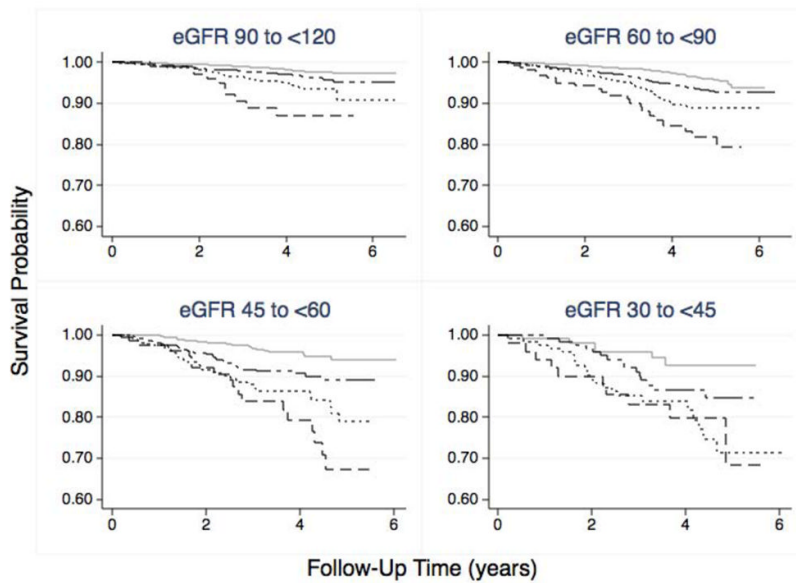 eGFR 90 to <120
eGFR 60 to <90
1.00
0.90
0.80
0.70
0.60
0 2 4 6
1.00
0.90
0.80
0.70
0.60
0 2 4 6
Survival Probability
eGFR 45 to <60
eGFR 30 to <45
1.00
0.90
0.80
0.70
0.60
0 2 4 6
1.00
0.90
0.80
0.70
0.60
0 2 4 6
Follow-Up Time (years)